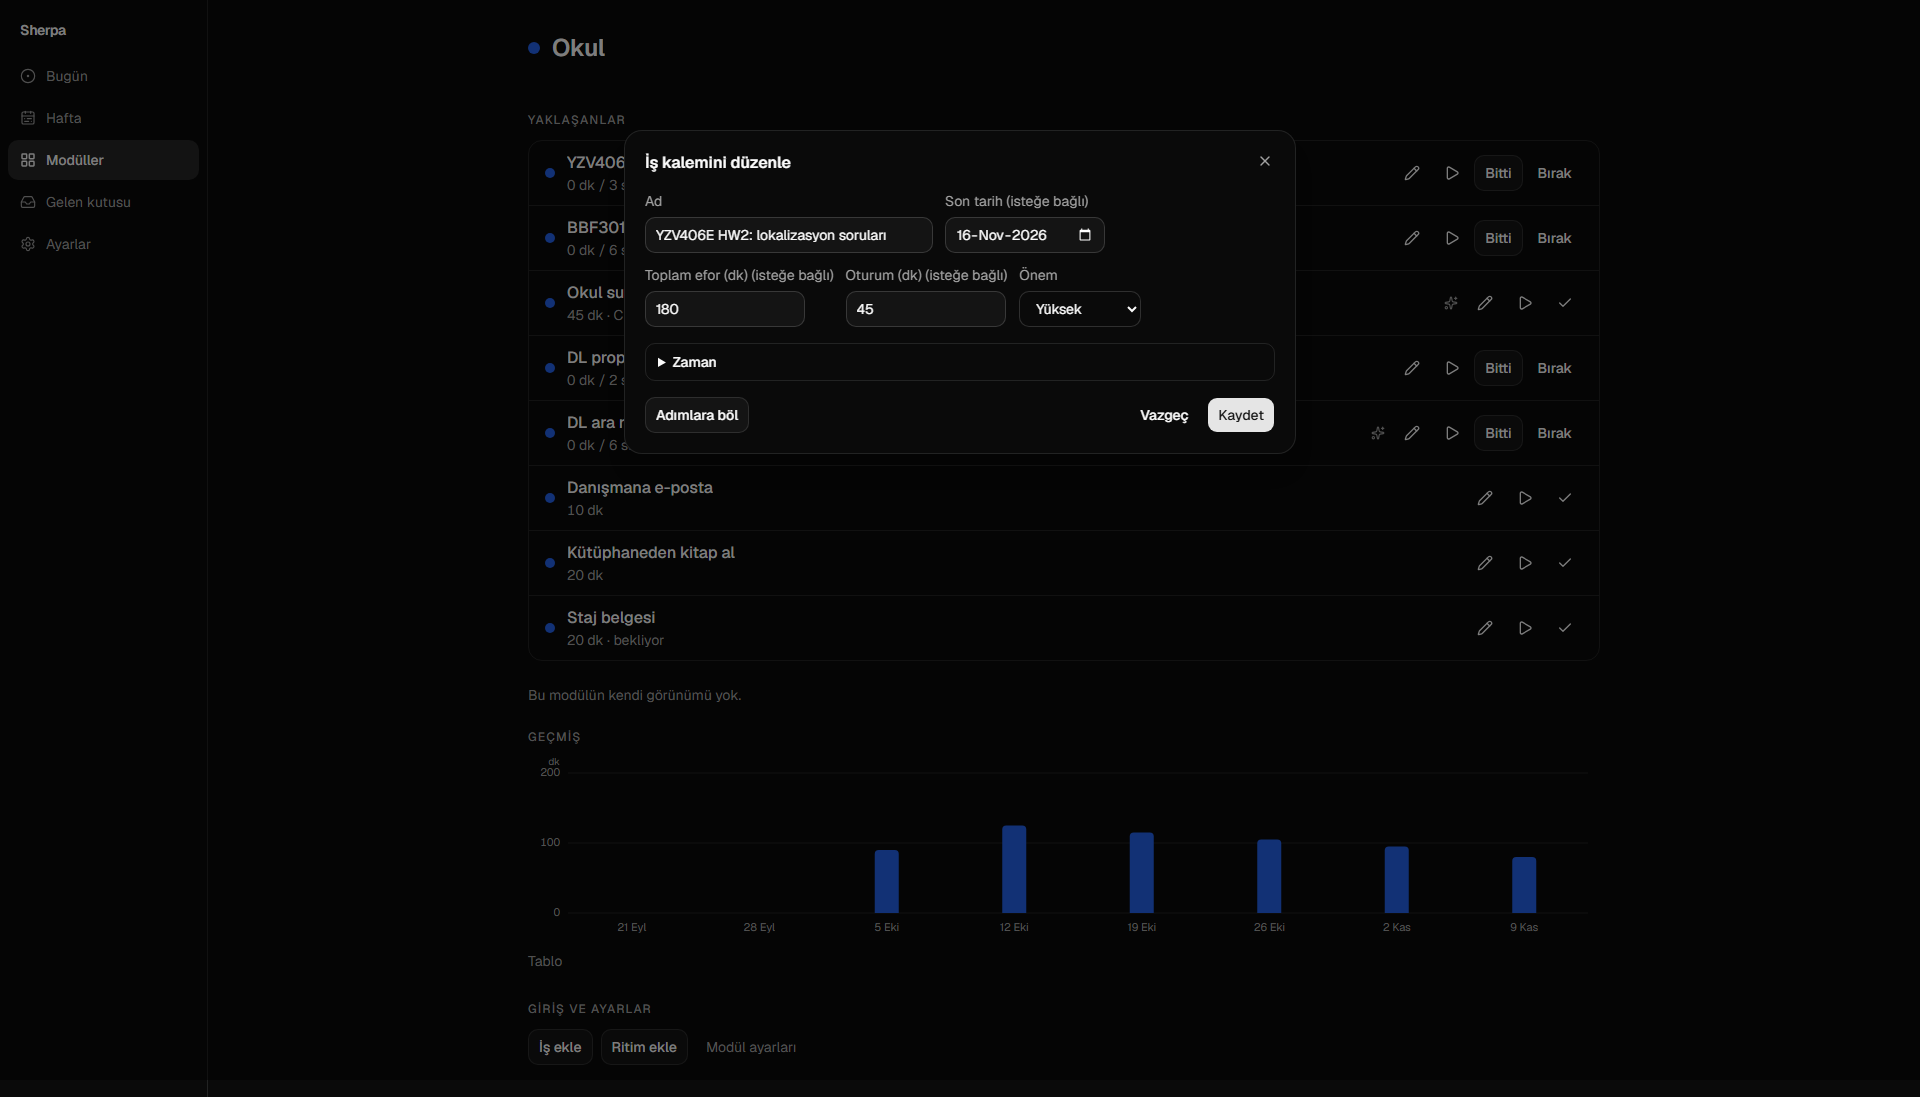 Sherpa
Bugün
Hafta
Modüller
Gelen kutusu
Ayarlar
Okul
YAKLAŞANLAR
YZV406
0 dk / 3 s
Bitti
Bırak
BBF301
0 dk / 6 s
Bitti
Bırak
Okul su
45 dk · C
DL prop
0 dk / 2 s
Bitti
Bırak
DL ara r
0 dk / 6 s
Bitti
Bırak
Danışmana e-posta
10 dk
Kütüphaneden kitap al
20 dk
Staj belgesi
20 dk · bekliyor
İş kalemini düzenle
Ad
Son tarih (isteğe bağlı)
YZV406E HW2: lokalizasyon soruları
16-Nov-2026
Toplam efor (dk) (isteğe bağlı)
Oturum (dk) (isteğe bağlı)
Önem
180
45
Yüksek
Zaman
Adımlara böl
Vazgeç
Kaydet
Bu modülün kendi görünümü yok.
GEÇMİŞ
dk
200
100
0
21 Eyl
28 Eyl
5 Eki
12 Eki
19 Eki
26 Eki
2 Kas
9 Kas
Tablo
GİRİŞ VE AYARLAR
İş ekle
Ritim ekle
Modül ayarları